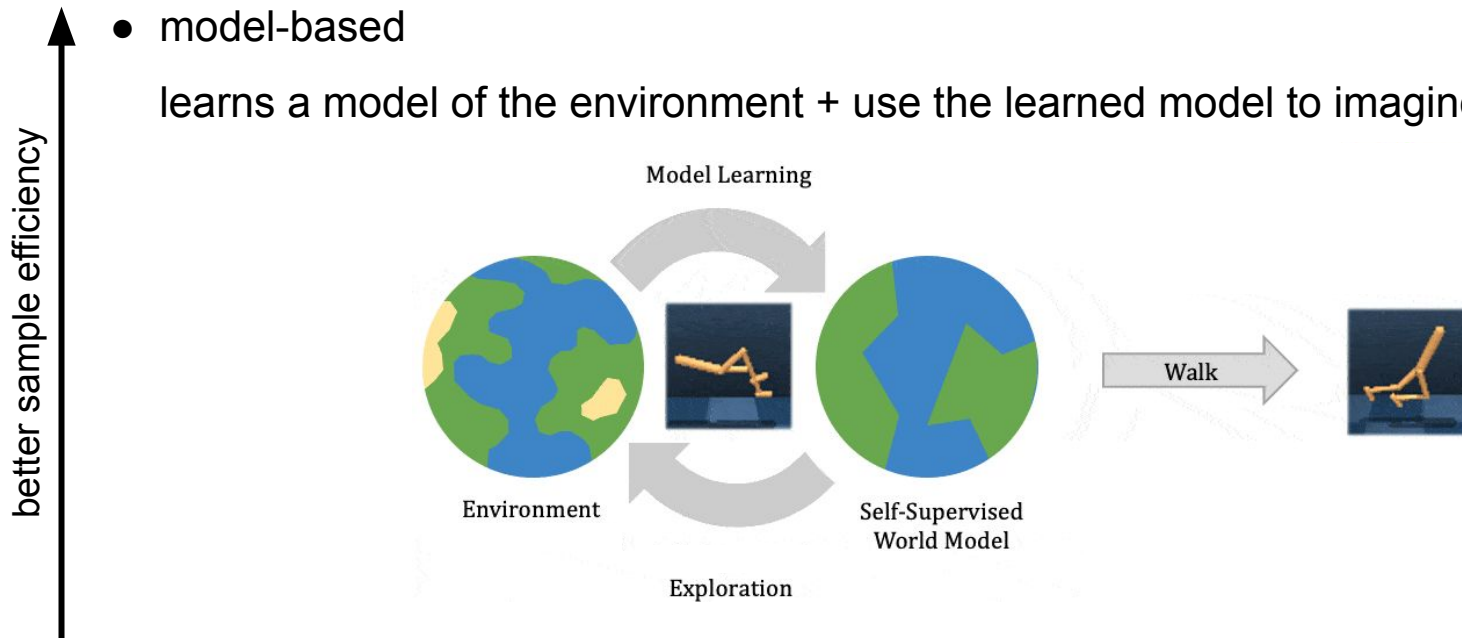 ● model-based
learns a model of the environment + use the learned model to imagine
better sample efficiency
Model Learning
Walk
Environment
Self-Supervised
World Model
Exploration